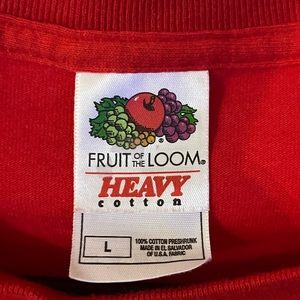 FRUIT OF THE LOOM®
HEAVY
cotton
L
100% COTTON PRESHRUNK
MADE IN EL SALVADOR
of U.S.A. FABRIC